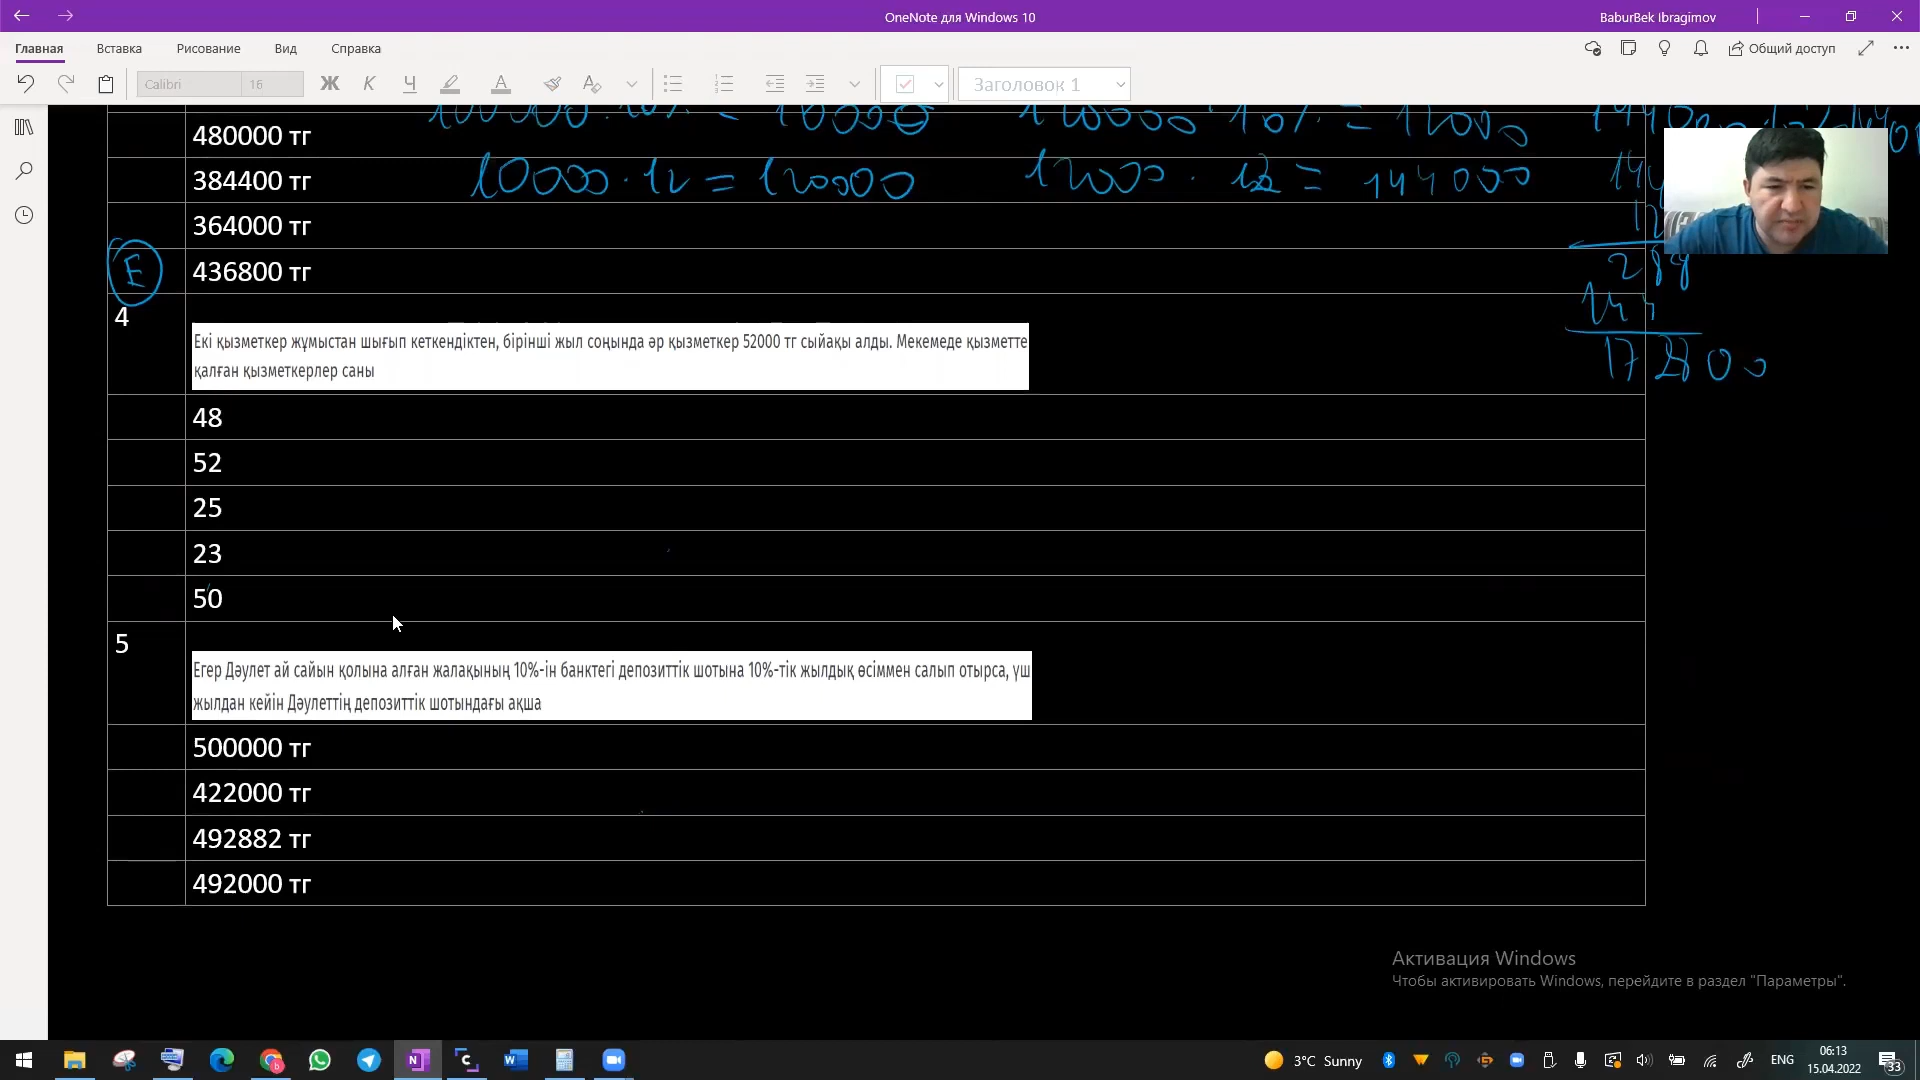 OneNote для Windows 10
BaburBek Ibragimov
Главная Вставка Рисование Вид Справка
Общий доступ
Calibri 16 Ж К Ч А Заголовок 1
480000 тг
384400 тг
10000 · 12 = 120000
12000 · 12 = 144000
364000 тг
E 436800 тг
4
Екі қызметкер жұмыстан шығып кеткендіктен, бірінші жыл соңында әр қызметкер 52000 тг сыйақы алды. Мекемеде қызметте
қалған қызметкерлер саны
48
52
25
23
50
5
Егер Дәулет ай сайын қолына алған жалақының 10%-ін банктегі депозиттік шотына 10%-тік жылдық өсіммен салып отырса, үш
жылдан кейін Дәулеттің депозиттік шотындағы ақша
500000 тг
422000 тг
492882 тг
492000 тг
Активация Windows
Чтобы активировать Windows, перейдите в раздел "Параметры".
3°C Sunny
ENG
06:13
15.04.2022
33